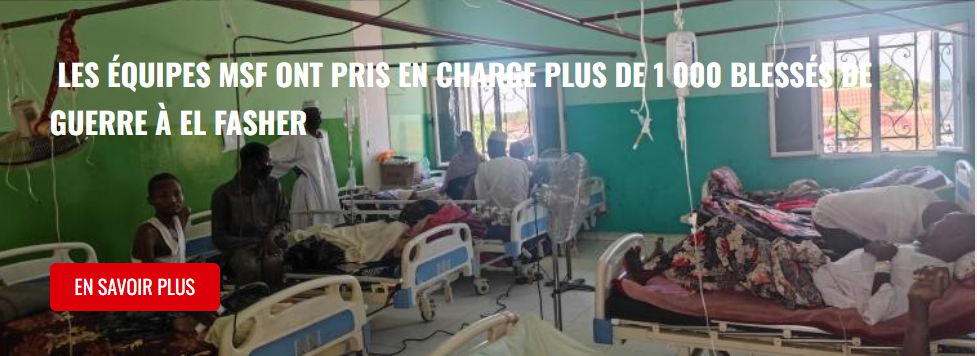 LES ÉQUIPES MSF ONT PRIS EN CHARGE PLUS DE 1 000 BLESSÉS DE
GUERRE À EL FASHER
EN SAVOIR PLUS